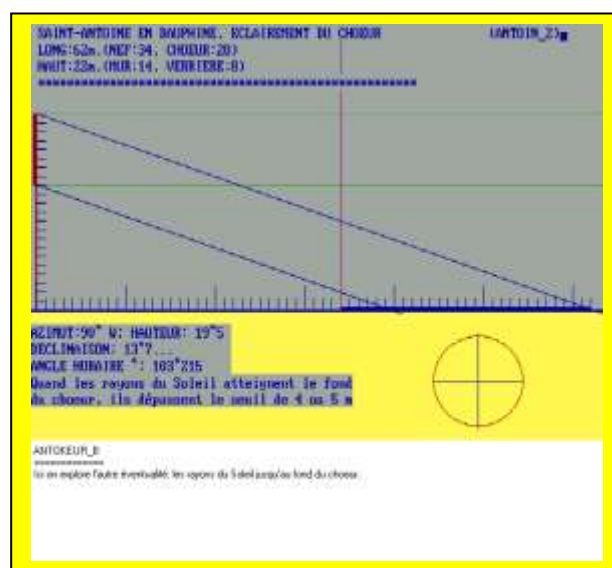 SAINT-ANTOINE EN DAUPHINE. ECLAIREMENT DU CHOEUR (ANTOIN_2)
LONG:62m.(NEF:34, CHOEUR:28)
HAUT:22m.(MUR:14, VERRIERE:8)
AZIMUT:90° W: HAUTEUR: 19°5
DECLINAISON: 13°7...
ANGLE HORAIRE °: 103°215
Quand les rayons du Soleil atteignent le fond
du choeur, ils dépassent le seuil de 4 ou 5 m
ANTOKEUR_B
Ici on explore l'autre éventualité: les rayons du Soleil jusqu'au fond du choeur.